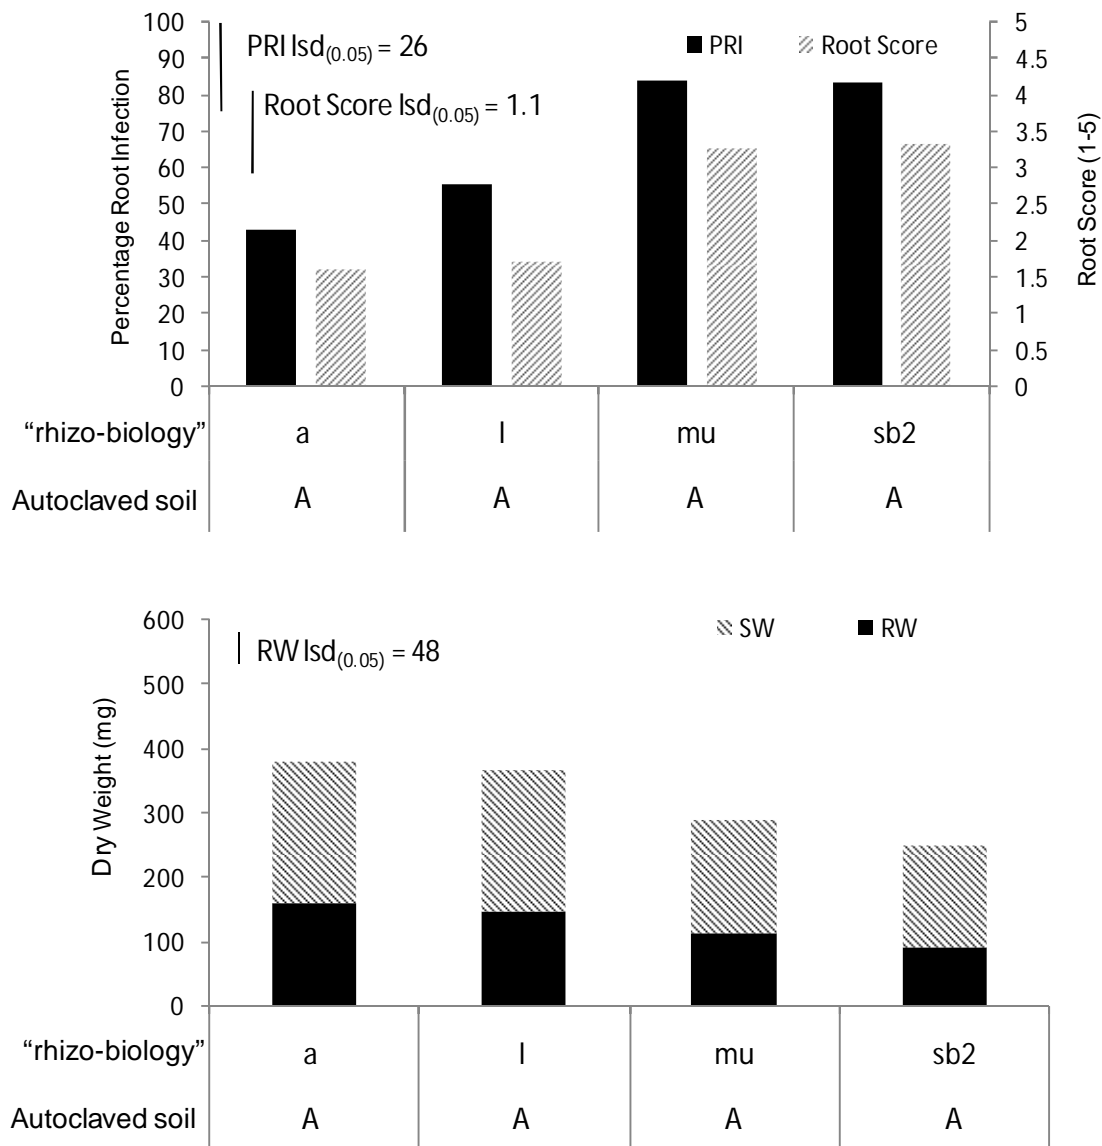 PRI lsd(0.05) = 26
PRI Root Score
Root Score lsd(0.05) = 1.1
Percentage Root Infection
100
90
80
70
60
50
40
30
20
10
0
5
4.5
4
3.5
3
2.5
2
1.5
1
0.5
0
Root Score (1-5)
“rhizo-biology” a l mu sb2
Autoclaved soil A A A A
RW lsd(0.05) = 48
SW RW
Dry Weight (mg)
600
500
400
300
200
100
0
“rhizo-biology” a l mu sb2
Autoclaved soil A A A A